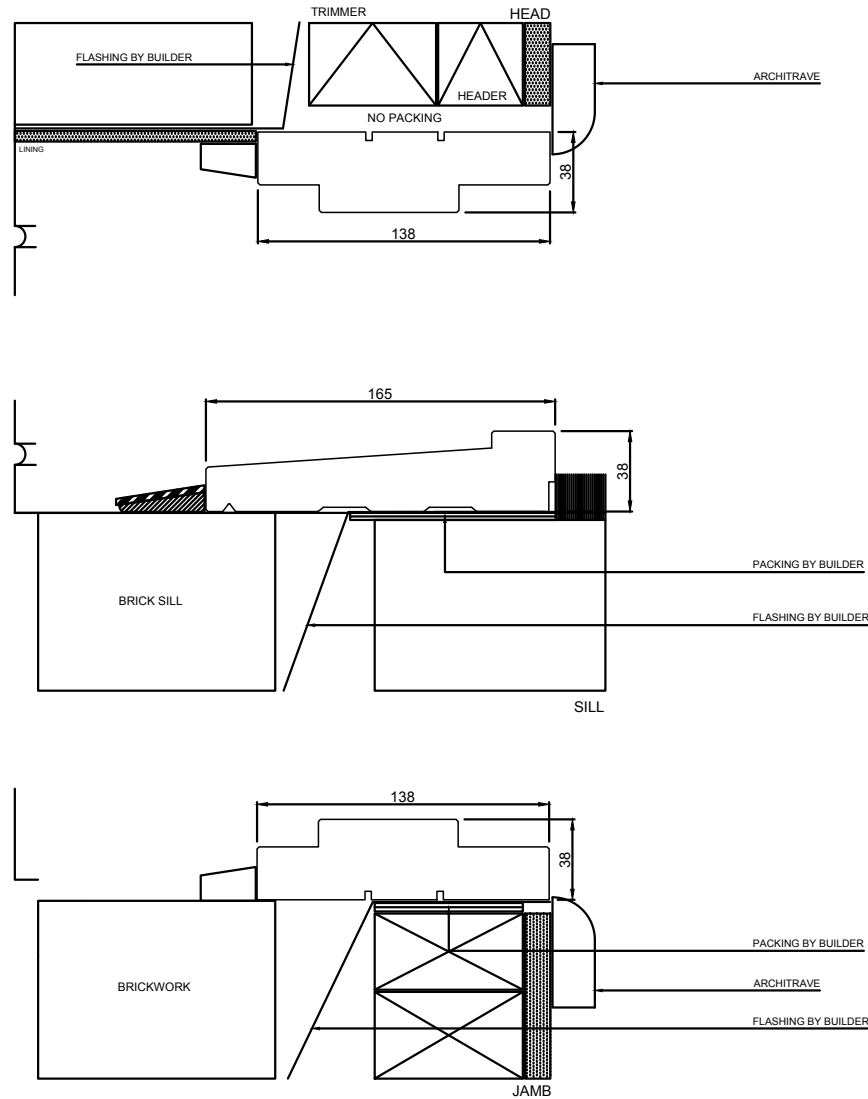 TRIMMER
HEAD
FLASHING BY BUILDER
ARCHITRAVE
HEADER
NO PACKING
LINING
38
138
165
38
PACKING BY BUILDER
BRICK SILL
FLASHING BY BUILDER
SILL
138
38
PACKING BY BUILDER
BRICKWORK
ARCHITRAVE
FLASHING BY BUILDER
JAMB